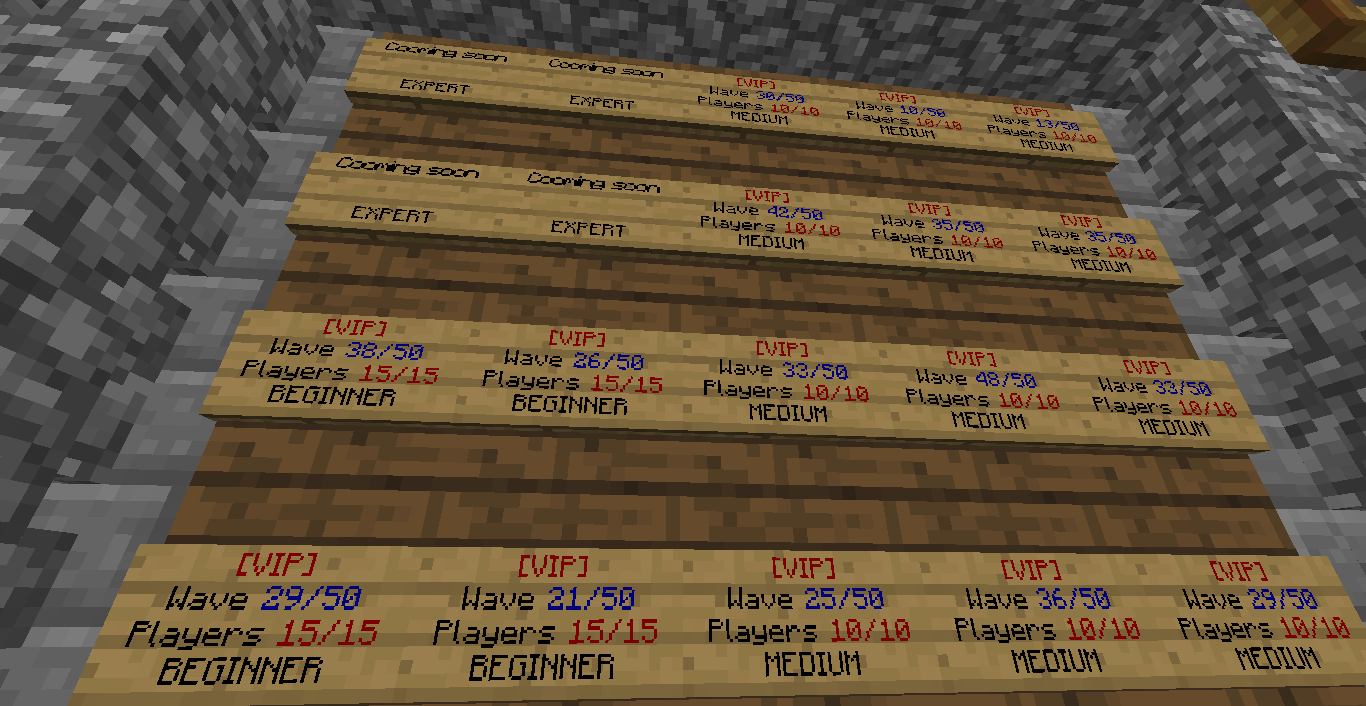 Cooming soon
EXPERT
Cooming soon
EXPERT
[VIP]
Wave 30/50
Players 10/10
MEDIUM
[VIP]
Wave 10/50
Players 10/10
MEDIUM
[VIP]
Wave 13/50
Players 10/10
MEDIUM
Cooming soon
EXPERT
Cooming soon
EXPERT
[VIP]
Wave 42/50
Players 10/10
MEDIUM
[VIP]
Wave 35/50
Players 10/10
MEDIUM
[VIP]
Wave 35/50
Players 10/10
MEDIUM
[VIP]
Wave 38/50
Players 15/15
BEGINNER
[VIP]
Wave 26/50
Players 15/15
BEGINNER
[VIP]
Wave 33/50
Players 10/10
MEDIUM
[VIP]
Wave 48/50
Players 10/10
MEDIUM
[VIP]
Wave 33/50
Players 10/10
MEDIUM
[VIP]
Wave 29/50
Players 15/15
BEGINNER
[VIP]
Wave 21/50
Players 15/15
BEGINNER
[VIP]
Wave 25/50
Players 10/10
MEDIUM
[VIP]
Wave 36/50
Players 10/10
MEDIUM
[VIP]
Wave 29/50
Players 10/10
MEDIUM